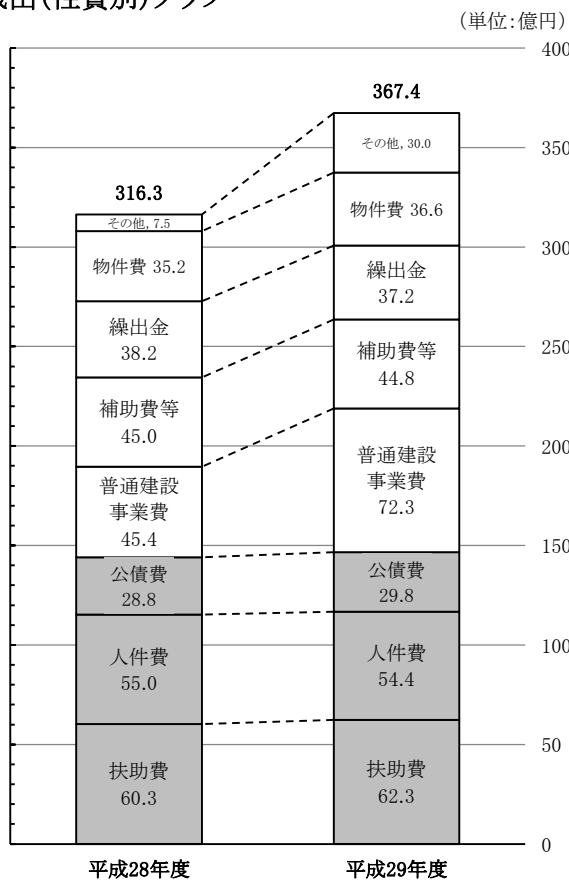 出（性質別）グラフ
（単位：億円）
400
350
300
250
200
150
100
50
0
316.3
その他, 7.5
物件費 35.2
繰出金
38.2
補助費等
45.0
普通建設
事業費
45.4
公債費
28.8
人件費
55.0
扶助費
60.3
平成28年度
367.4
その他, 30.0
物件費 36.6
繰出金
37.2
補助費等
44.8
普通建設
事業費
72.3
公債費
29.8
人件費
54.4
扶助費
62.3
平成29年度